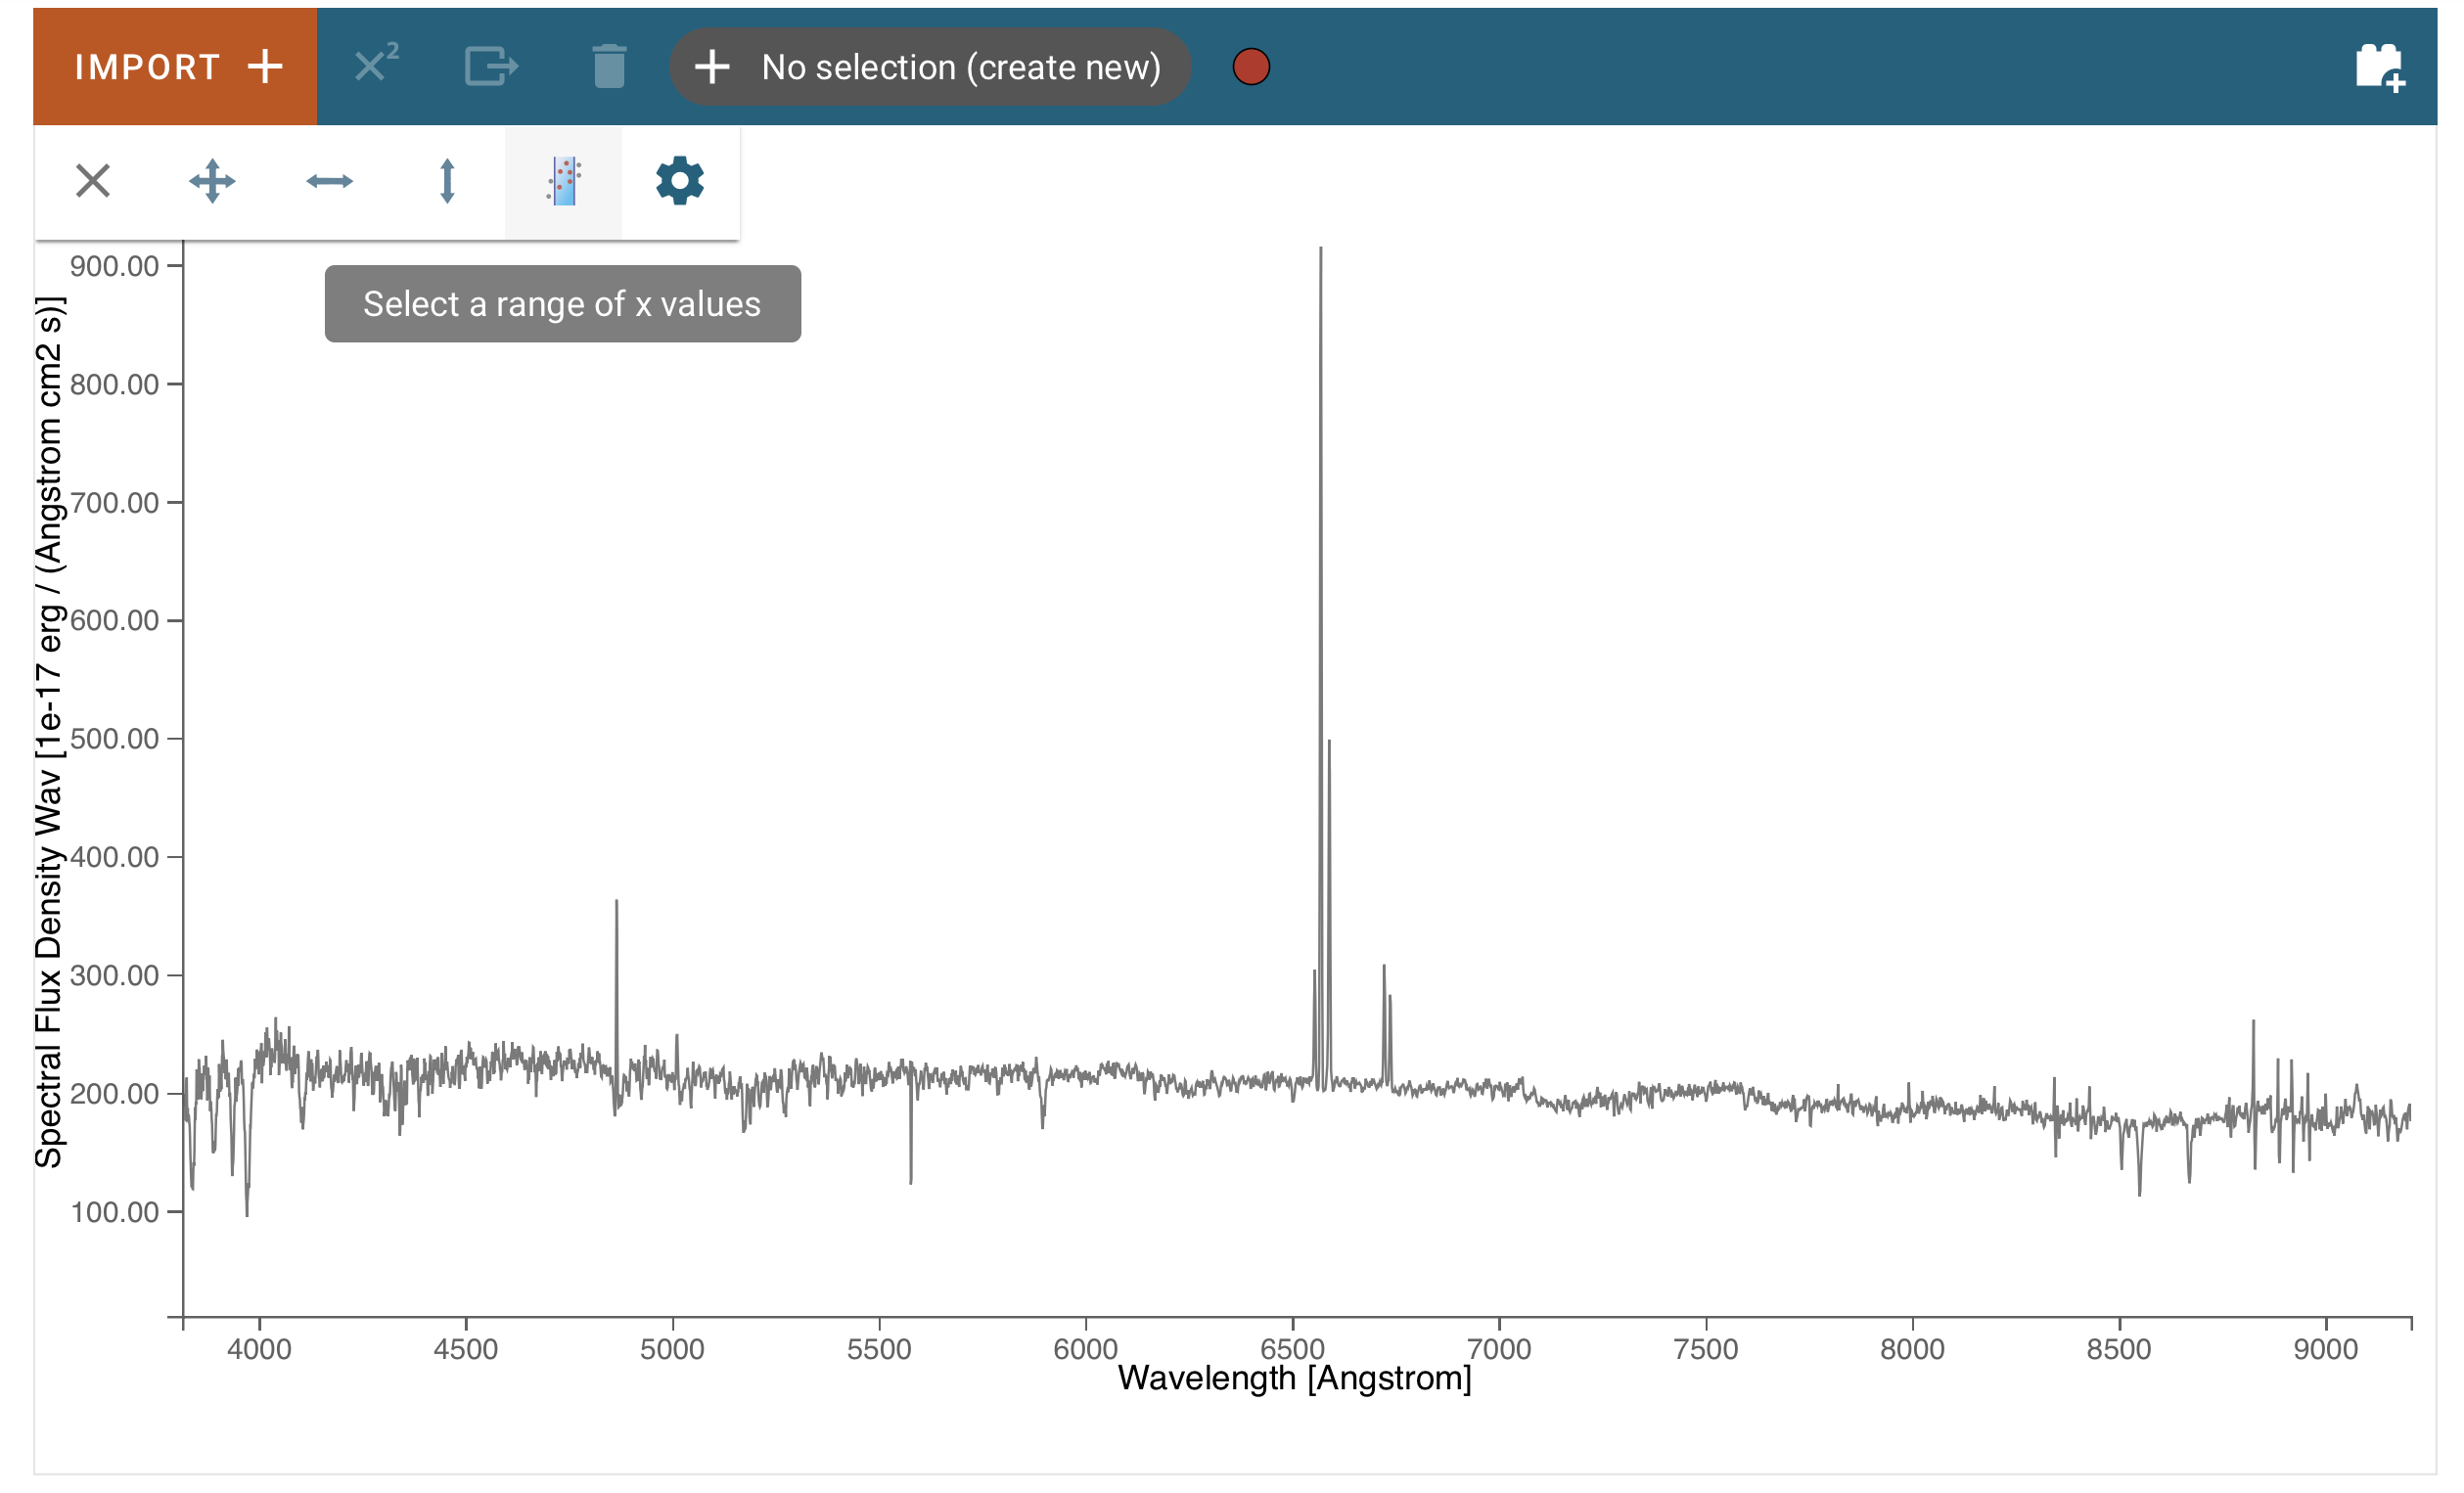 IMPORT +
X²
+ No selection (create new)
Select a range of x values
Spectral Flux Density Wav [1e-17 erg / (Angstrom cm2 s)]
900.00
800.00
700.00
600.00
500.00
400.00
300.00
200.00
100.00
4000 4500 5000 5500 6000 6500 7000 7500 8000 8500 9000
Wavelength [Angstrom]